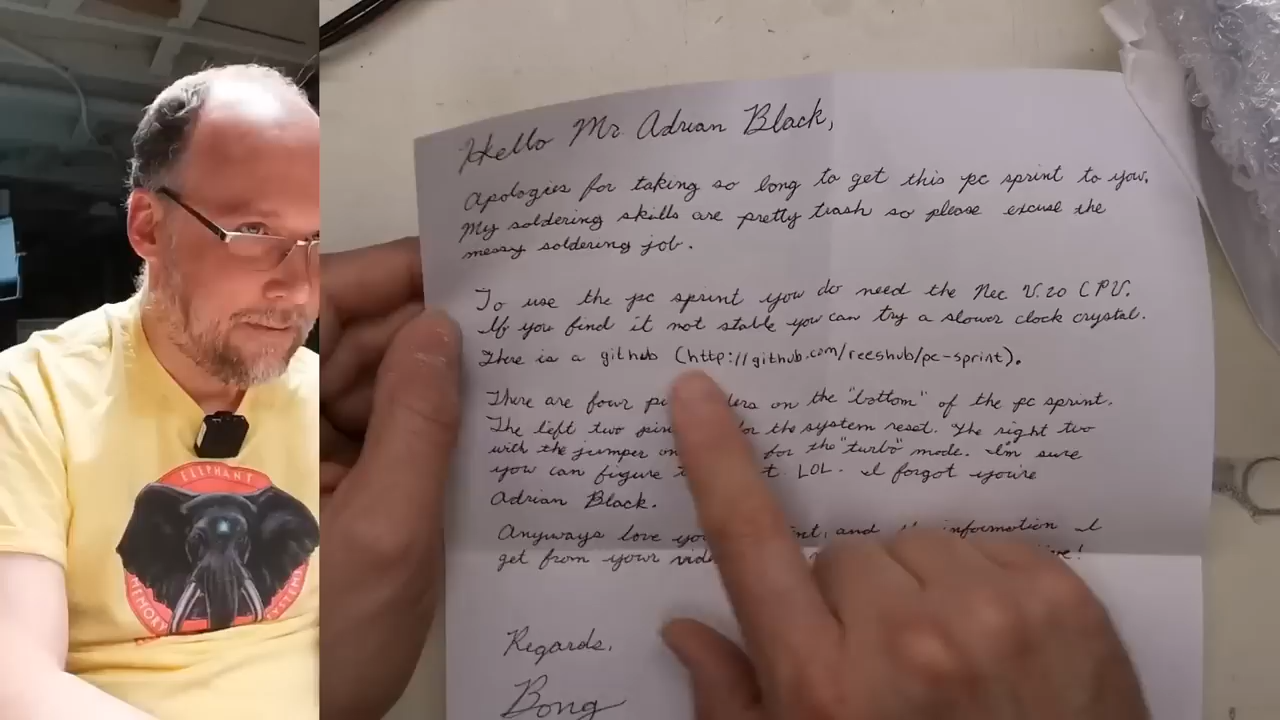 Hello Mr Adrian Black,
Apologies for taking so long to get this pc sprint to you.
My soldering skills are pretty trash so please excuse the
messy soldering job.
To use the pc sprint you do need the Nec V.20 CPU.
If you find it not stable you can try a slower clock crystal.
There is a github (http://github.com/reeshub/pc-sprint).
There are four on the "bottom" of the pc sprint.
The left two for the system reset. The right two
with the jumper for the "turbo" mode. I'm sure
you can figure LOL. I forgot you're
Adrian Black.
Anyways love and information I
get from your
Regards,
Bong
ELEPHANT
MEMORY
SYSTEMS